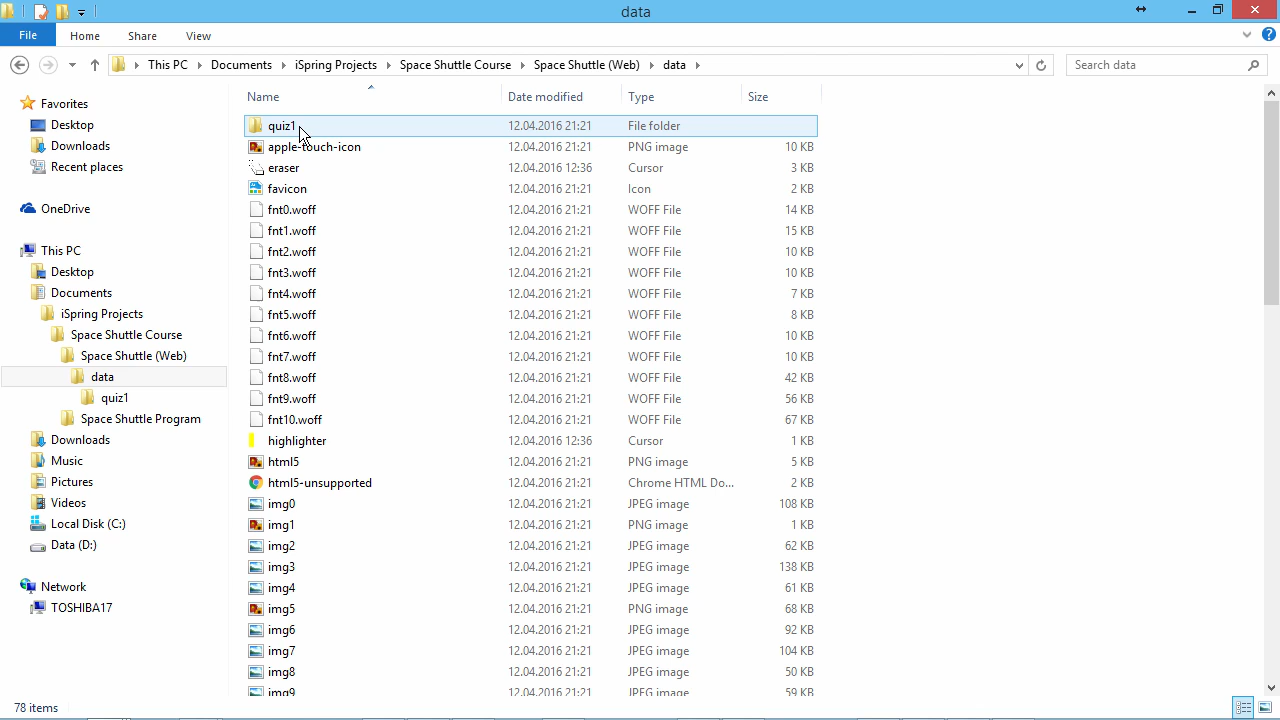 data
File Home Share View
This PC Documents iSpring Projects Space Shuttle Course Space Shuttle (Web) data
Search data
Name Date modified Type Size
Favorites
Desktop
Downloads
Recent places
OneDrive
This PC
Desktop
Documents
iSpring Projects
Space Shuttle Course
Space Shuttle (Web)
data
quiz1
Space Shuttle Program
Downloads
Music
Pictures
Videos
Local Disk (C:)
Data (D:)
Network
TOSHIBA17
quiz1 12.04.2016 21:21 File folder
apple-touch-icon 12.04.2016 21:21 PNG image 10 KB
eraser 12.04.2016 12:36 Cursor 3 KB
favicon 12.04.2016 21:21 Icon 2 KB
fnt0.woff 12.04.2016 21:21 WOFF File 14 KB
fnt1.woff 12.04.2016 21:21 WOFF File 15 KB
fnt2.woff 12.04.2016 21:21 WOFF File 10 KB
fnt3.woff 12.04.2016 21:21 WOFF File 10 KB
fnt4.woff 12.04.2016 21:21 WOFF File 7 KB
fnt5.woff 12.04.2016 21:21 WOFF File 8 KB
fnt6.woff 12.04.2016 21:21 WOFF File 10 KB
fnt7.woff 12.04.2016 21:21 WOFF File 10 KB
fnt8.woff 12.04.2016 21:21 WOFF File 42 KB
fnt9.woff 12.04.2016 21:21 WOFF File 56 KB
fnt10.woff 12.04.2016 21:21 WOFF File 67 KB
highlighter 12.04.2016 12:36 Cursor 1 KB
html5 12.04.2016 21:21 PNG image 5 KB
html5-unsupported 12.04.2016 21:21 Chrome HTML Do... 2 KB
img0 12.04.2016 21:21 JPEG image 108 KB
img1 12.04.2016 21:21 PNG image 1 KB
img2 12.04.2016 21:21 JPEG image 62 KB
img3 12.04.2016 21:21 JPEG image 138 KB
img4 12.04.2016 21:21 JPEG image 61 KB
img5 12.04.2016 21:21 PNG image 68 KB
img6 12.04.2016 21:21 JPEG image 92 KB
img7 12.04.2016 21:21 JPEG image 104 KB
img8 12.04.2016 21:21 JPEG image 50 KB
img9 12.04.2016 21:21 JPEG image 59 KB
78 items